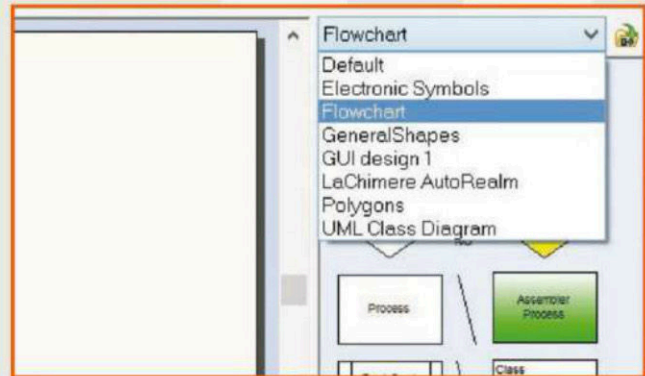 Flowchart
Default
Electronic Symbols
Flowchart
GeneralShapes
GUI design 1
LaChimere AutoRealm
Polygons
UML Class Diagram
Process
Assembler
Process
Class